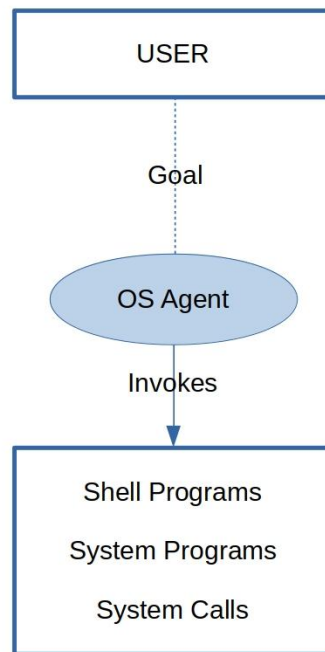 USER
Goal
OS Agent
Invokes
Shell Programs
System Programs
System Calls